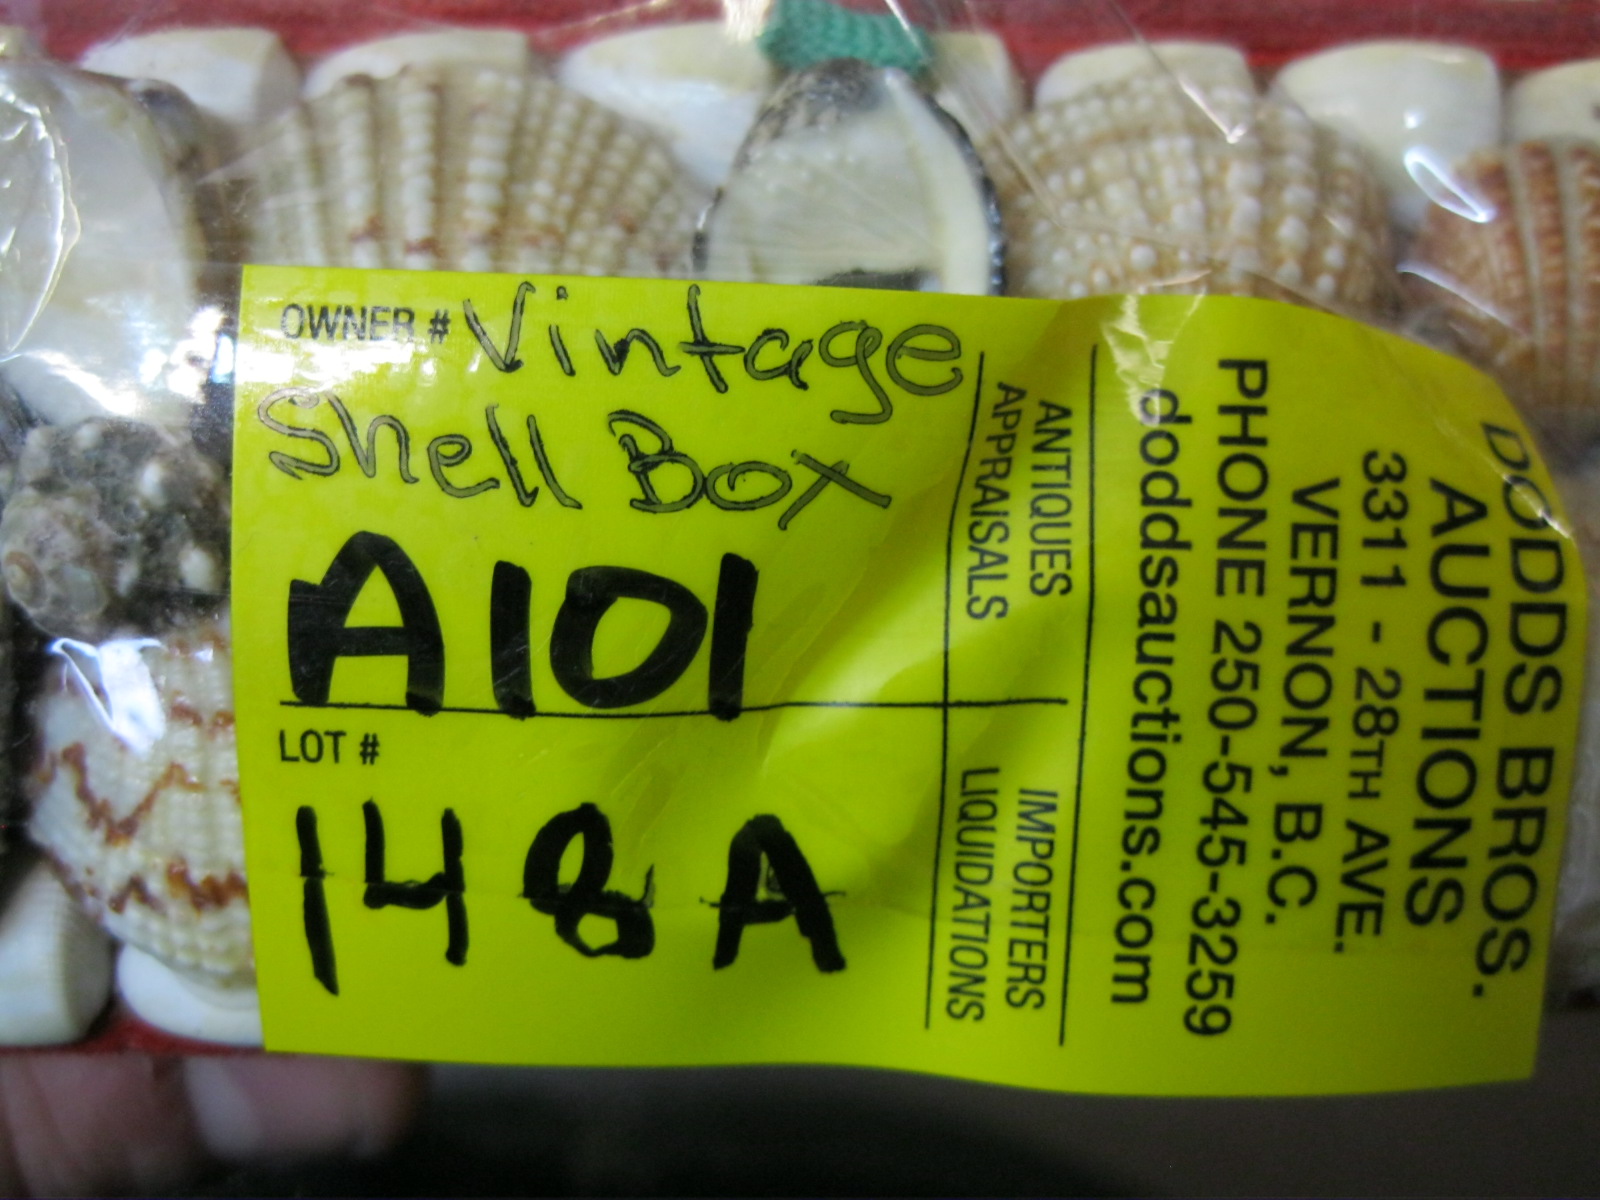 OWNER # Vintage
Shell Box
A101
LOT #
148A
ANTIQUES
APPRAISALS
IMPORTERS
LIQUIDATIONS
DODDS BROS.
AUCTIONS
3311 - 28TH AVE.
VERNON, B.C.
PHONE 250-545-3259
doddsauctions.com